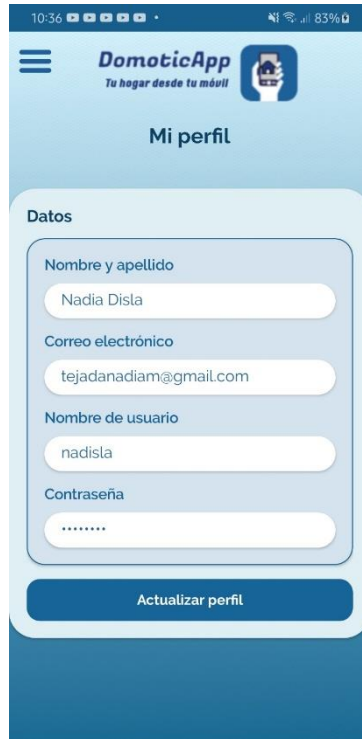 10:36
83%
DomoticApp
Tu hogar desde tu móvil
Mi perfil
Datos
Nombre y apellido
Nadia Disla
Correo electrónico
tejadanadiam@gmail.com
Nombre de usuario
nadisla
Contraseña
••••••••
Actualizar perfil